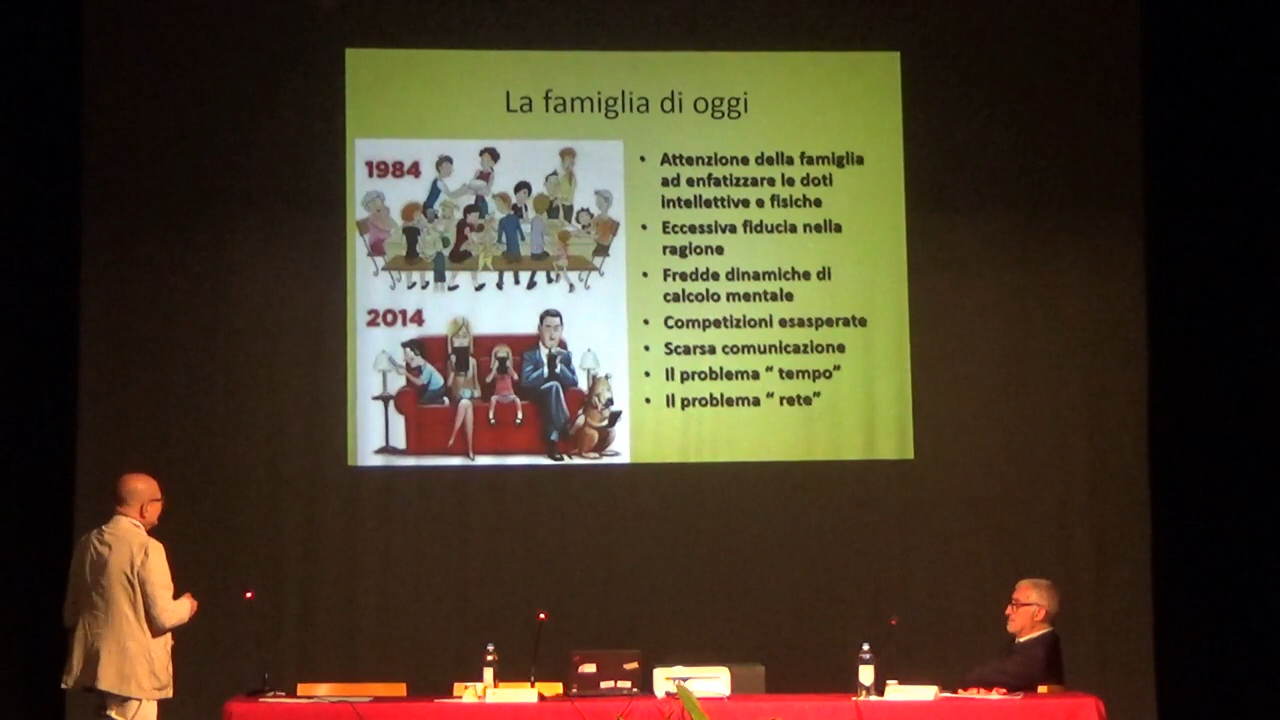 La famiglia di oggi
1984
2014
• Attenzione della famiglia
ad enfatizzare le doti
intellettive e fisiche
• Eccessiva fiducia nella
ragione
• Fredde dinamiche di
calcolo mentale
• Competizioni esasperate
• Scarsa comunicazione
• Il problema “ tempo”
• Il problema “ rete”